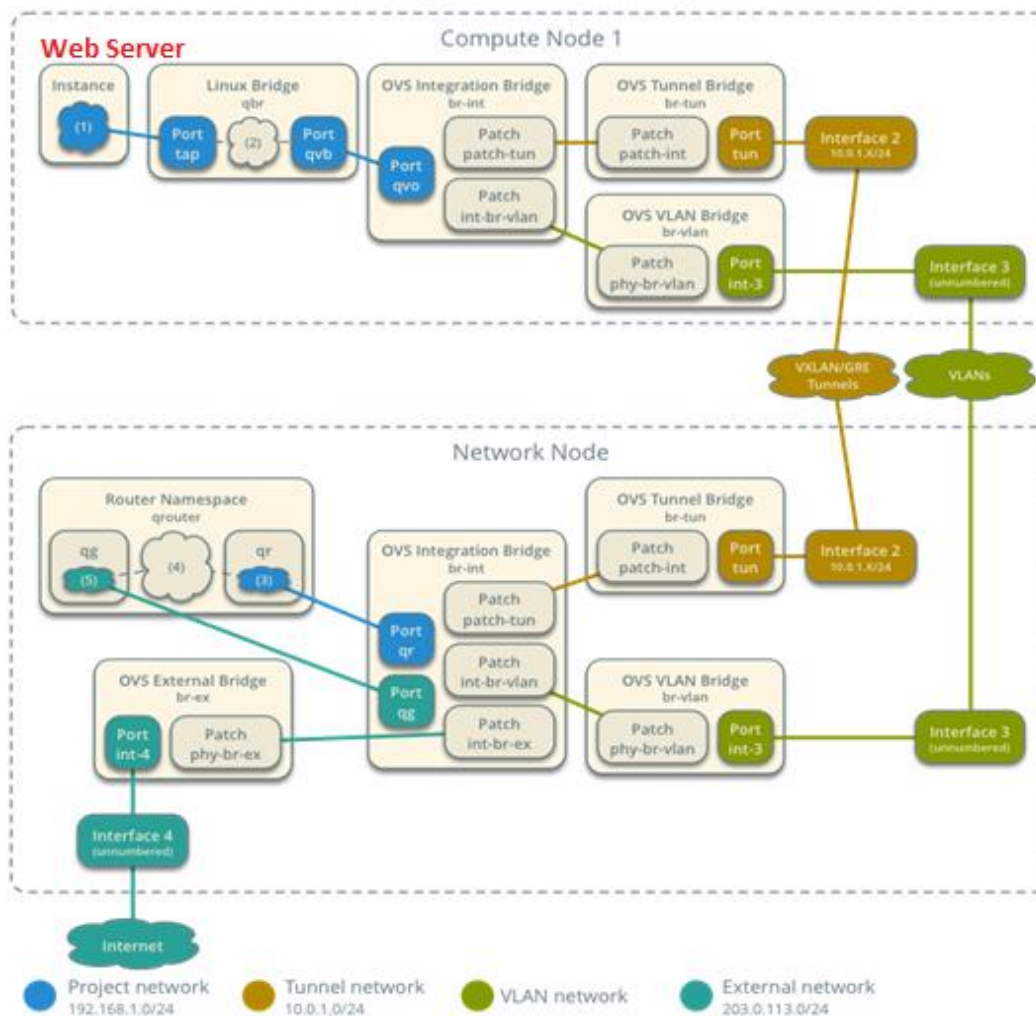 Web Server
Compute Node 1
Instance
(1)
Linux Bridge
qbr
Port
tap
(2)
Port
qvb
OVS Integration Bridge
br-int
Port
qvo
Patch
patch-tun
Patch
int-br-vlan
OVS Tunnel Bridge
br-tun
Patch
patch-int
Port
tun
Interface 2
10.0.1.X/24
OVS VLAN Bridge
br-vlan
Patch
phy-br-vlan
Port
int-3
Interface 3
(unnumbered)
VXLAN/GRE
Tunnels
VLANs
Network Node
Router Namespace
qrouter
qg
(5)
(4)
qr
(3)
OVS Integration Bridge
br-int
Port
qr
Port
qg
Patch
patch-tun
Patch
int-br-vlan
Patch
int-br-ex
OVS Tunnel Bridge
br-tun
Patch
patch-int
Port
tun
Interface 2
10.0.1.X/24
OVS External Bridge
br-ex
Port
int-4
Patch
phy-br-ex
OVS VLAN Bridge
br-vlan
Patch
phy-br-vlan
Port
int-3
Interface 3
(unnumbered)
Interface 4
(unnumbered)
Internet
Project network
192.168.1.0/24
Tunnel network
10.0.1.0/24
VLAN network
External network
203.0.113.0/24